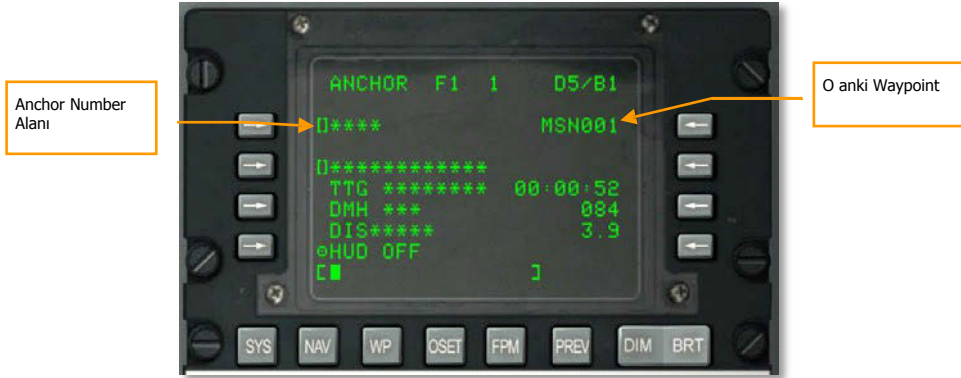 Anchor Number
Alanı
O anki Waypoint
ANCHOR F1 1 D5/B1
[]**** MSN001
[]************
TTG ******** 00:00:52
DMH *** 084
DIS***** 3.9
⊙HUD OFF
[█ ]
SYS NAV WP OSET FPM PREV DIM BRT